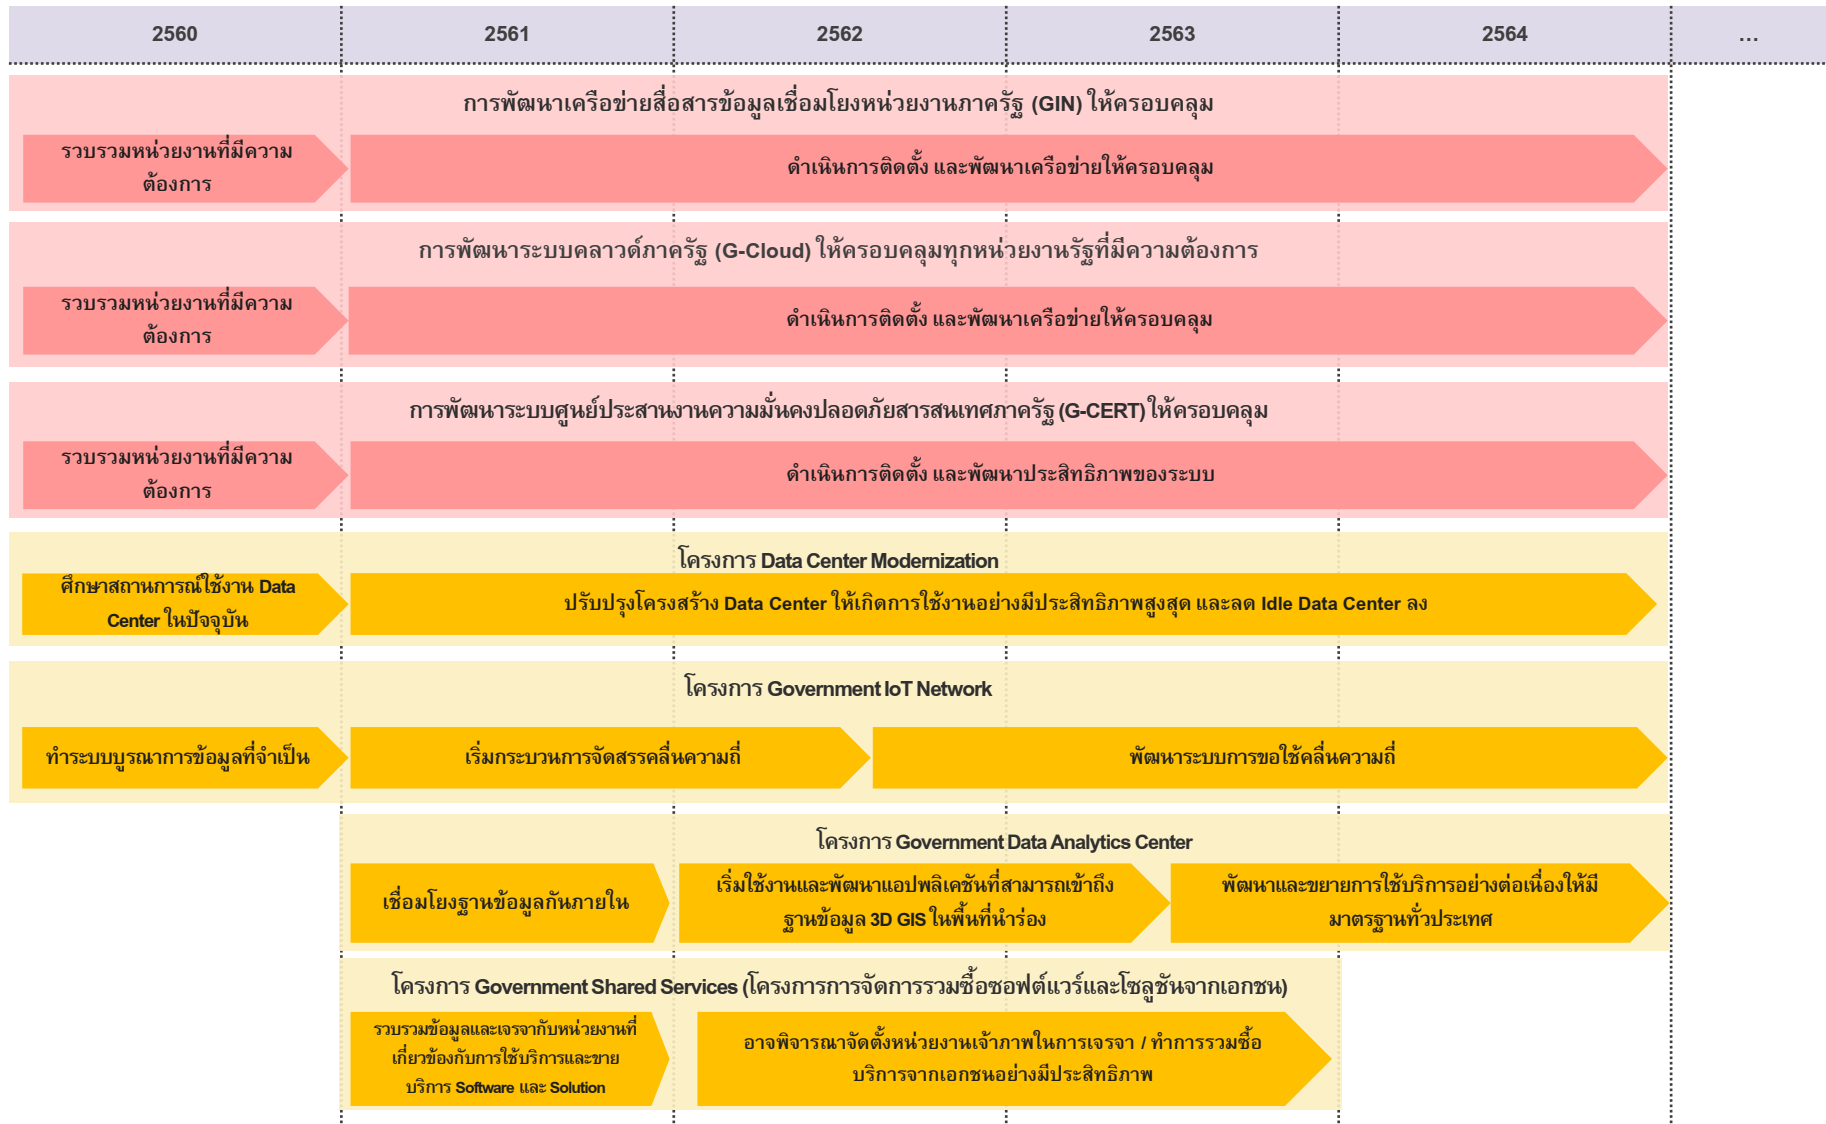 2560 2561 2562 2563 2564 ...
การพัฒนาเครือข่ายสื่อสารข้อมูลเชื่อมโยงหน่วยงานภาครัฐ (GIN) ให้ครอบคลุม
รวบรวมหน่วยงานที่มีความ
ต้องการ
ดำเนินการติดตั้ง และพัฒนาเครือข่ายให้ครอบคลุม
การพัฒนาระบบคลาวด์ภาครัฐ (G-Cloud) ให้ครอบคลุมทุกหน่วยงานรัฐที่มีความต้องการ
รวบรวมหน่วยงานที่มีความ
ต้องการ
ดำเนินการติดตั้ง และพัฒนาเครือข่ายให้ครอบคลุม
การพัฒนาระบบศูนย์ประสานงานความมั่นคงปลอดภัยสารสนเทศภาครัฐ (G-CERT) ให้ครอบคลุม
รวบรวมหน่วยงานที่มีความ
ต้องการ
ดำเนินการติดตั้ง และพัฒนาประสิทธิภาพของระบบ
โครงการ Data Center Modernization
ศึกษาสถานการณ์ใช้งาน Data
Center ในปัจจุบัน
ปรับปรุงโครงสร้าง Data Center ให้เกิดการใช้งานอย่างมีประสิทธิภาพสูงสุด และลด Idle Data Center ลง
โครงการ Government IoT Network
ทำระบบบูรณาการข้อมูลที่จำเป็น
เริ่มกระบวนการจัดสรรคลื่นความถี่
พัฒนาระบบการขอใช้คลื่นความถี่
โครงการ Government Data Analytics Center
เชื่อมโยงฐานข้อมูลกันภายใน
เริ่มใช้งานและพัฒนาแอปพลิเคชันที่สามารถเข้าถึง
ฐานข้อมูล 3D GIS ในพื้นที่นำร่อง
พัฒนาและขยายการใช้บริการอย่างต่อเนื่องให้มี
มาตรฐานทั่วประเทศ
โครงการ Government Shared Services (โครงการการจัดการรวมซื้อซอฟต์แวร์และโซลูชันจากเอกชน)
รวบรวมข้อมูลและเจรจากับหน่วยงานที่
เกี่ยวข้องกับการใช้บริการและขาย
บริการ Software และ Solution
อาจพิจารณาจัดตั้งหน่วยงานเจ้าภาพในการเจรจา / ทำการรวมซื้อ
บริการจากเอกชนอย่างมีประสิทธิภาพ